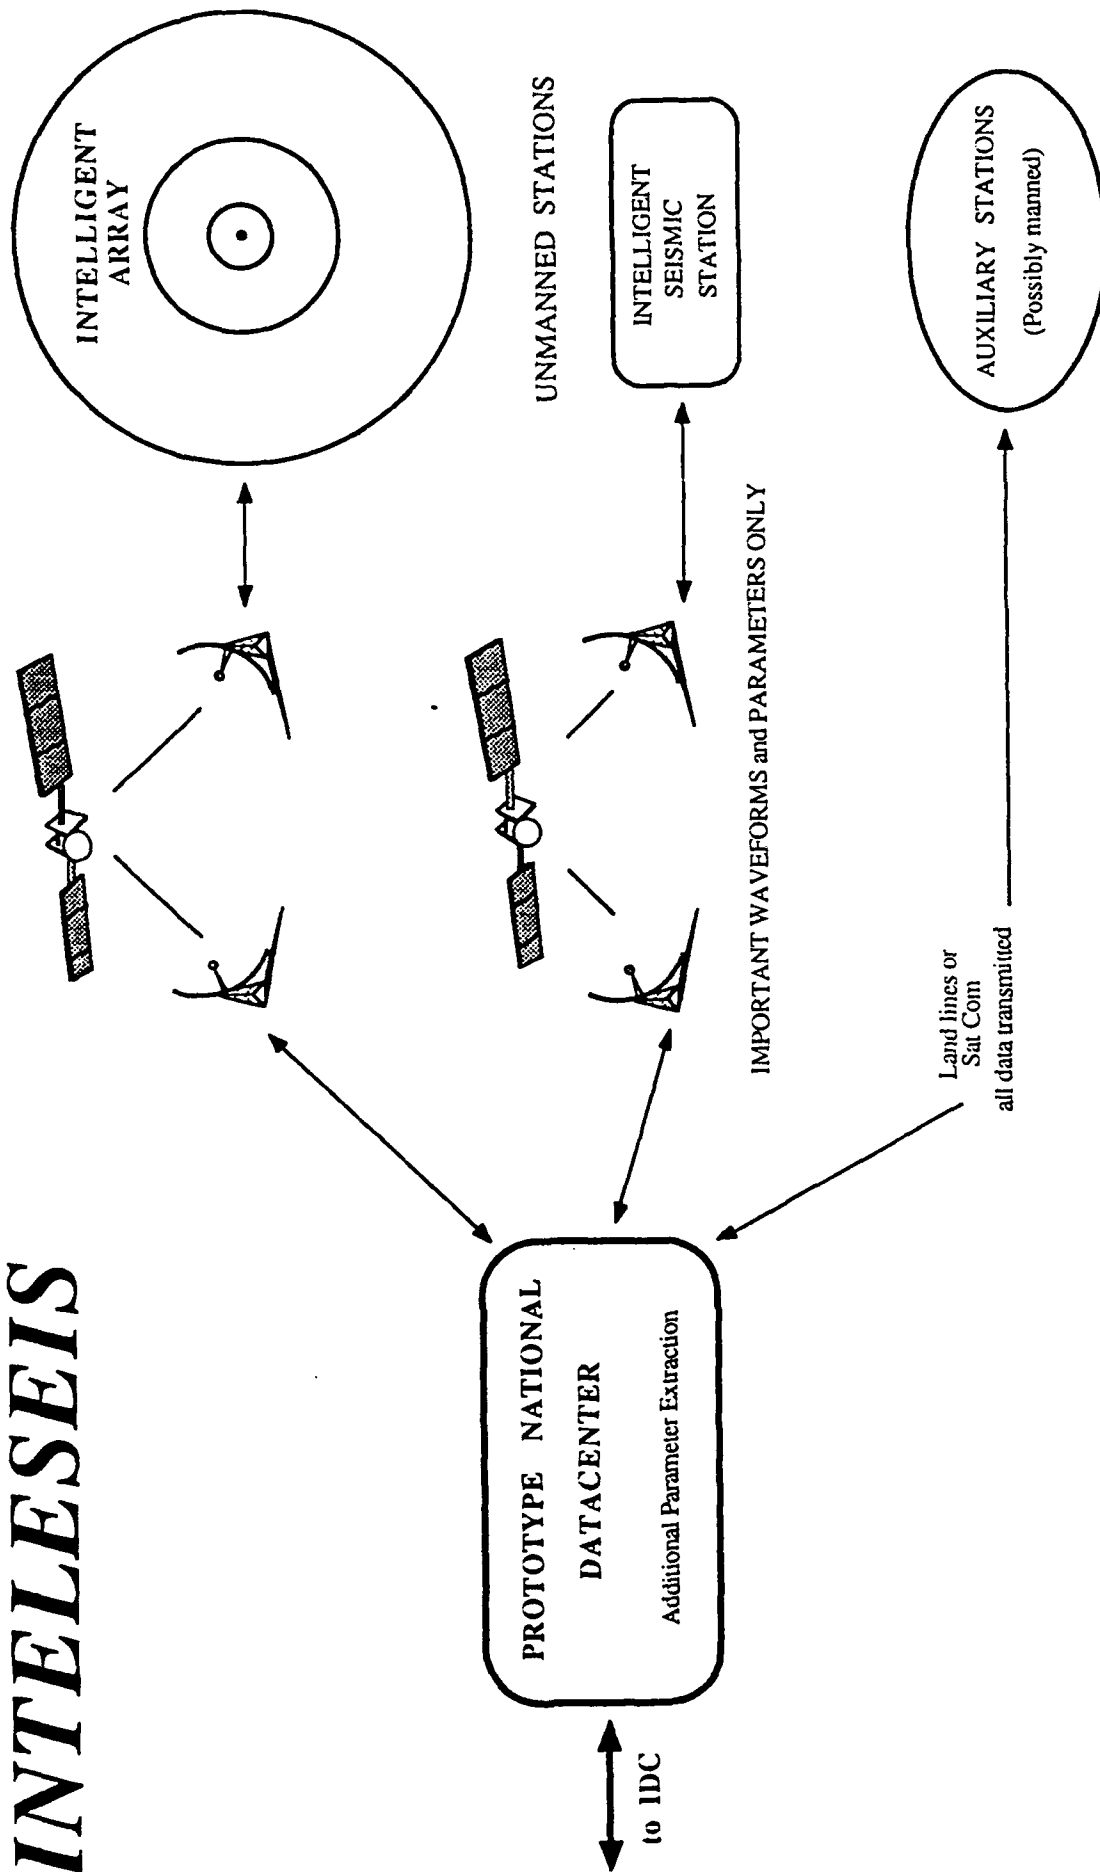 INTELESEIS
INTELLIGENT
ARRAY
UNMANNED STATIONS
INTELLIGENT
SEISMIC
STATION
IMPORTANT WAVEFORMS and PARAMETERS ONLY
PROTOTYPE NATIONAL
DATACENTER
Additional Parameter Extraction
to IDC
Land lines or
Sat Com
all data transmitted
AUXILIARY STATIONS
(Possibly manned)